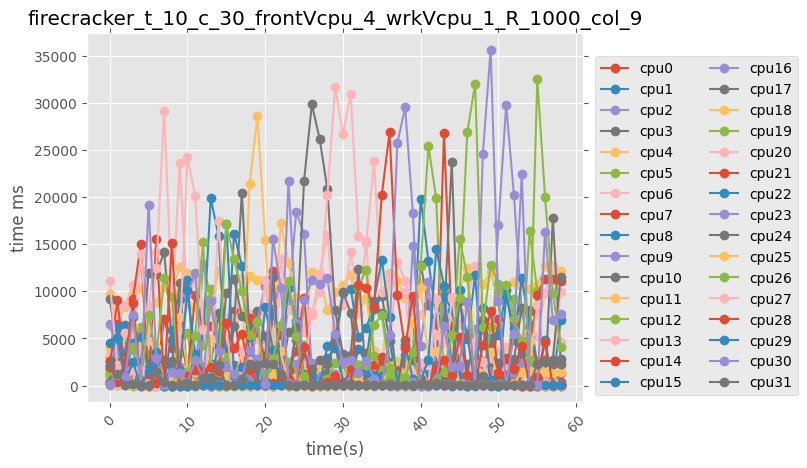 firecracker_t_10_c_30_frontVcpu_4_wrkVcpu_1_R_1000_col_9
35000
30000
25000
20000
15000
10000
5000
0
time ms
0
10
20
30
40
50
60
time(s)
cpu0
cpu1
cpu2
cpu3
cpu4
cpu5
cpu6
cpu7
cpu8
cpu9
cpu10
cpu11
cpu12
cpu13
cpu14
cpu15
cpu16
cpu17
cpu18
cpu19
cpu20
cpu21
cpu22
cpu23
cpu24
cpu25
cpu26
cpu27
cpu28
cpu29
cpu30
cpu31